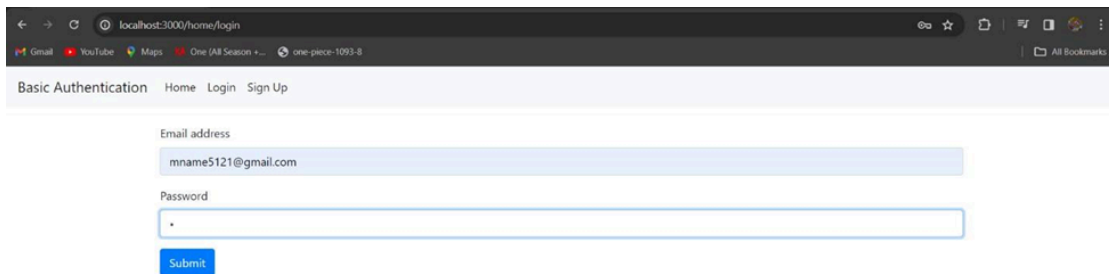 localhost:3000/home/login
Gmail YouTube Maps One (All Season +... one-piece-1093-8 All Bookmarks
Basic Authentication Home Login Sign Up
Email address
mname5121@gmail.com
Password
•
Submit